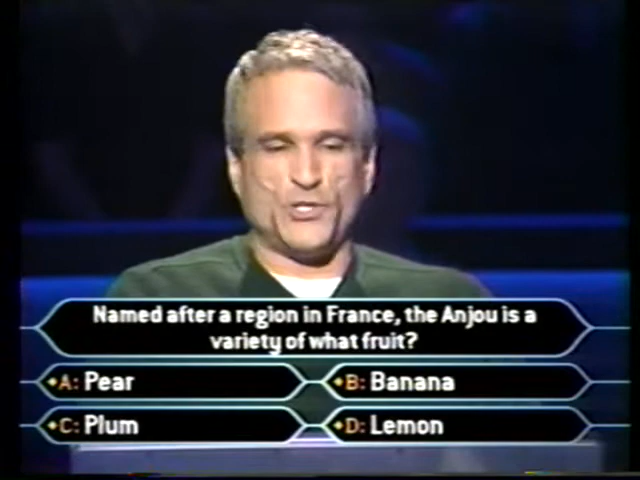 Named after a region in France, the Anjou is a
variety of what fruit?
A: Pear
B: Banana
C: Plum
D: Lemon